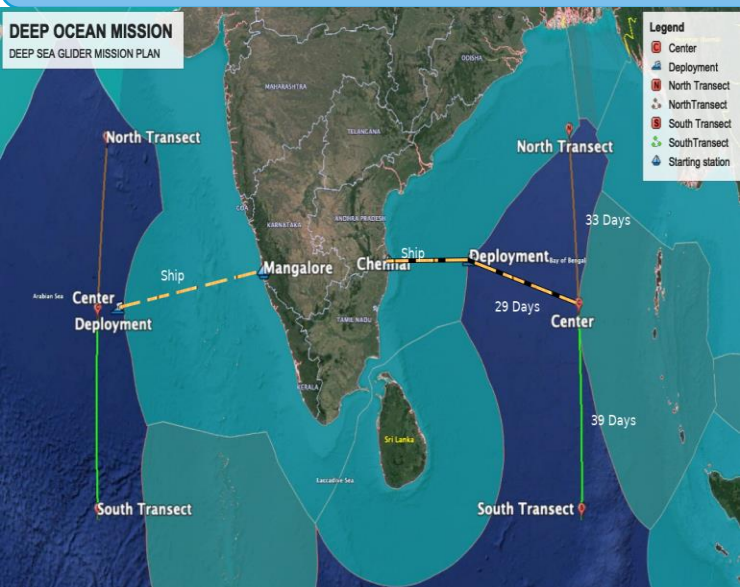 DEEP OCEAN MISSION
DEEP SEA GLIDER MISSION PLAN
Legend
Center
Deployment
North Transect
NorthTransect
South Transect
SouthTransect
Starting station
ODISHA
MAHARASHTRA
TELANGANA
North Transect
North Transect
GOA
KARNATAKA
ANDHRA PRADESH
33 Days
Ship
Ship
Mangalore
Chennai
Deployment
Bay of Bengal
Arabian Sea
Center
Deployment
29 Days
Center
TAMIL NADU
KERALA
39 Days
Sri Lanka
Laccadive Sea
South Transect
South Transect